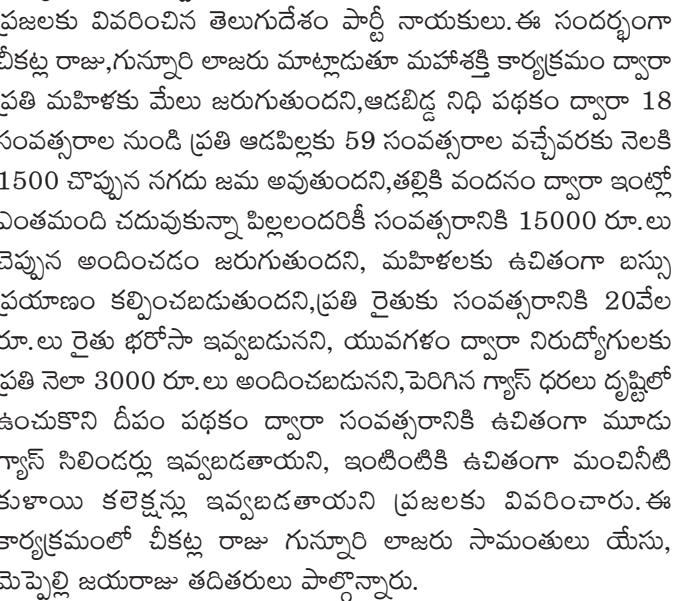 ప్రజలకు వివరించిన తెలుగుదేశం పార్టీ నాయకులు.ఈ సందర్భంగా
చీకట్ల రాజు,గున్నూరి లాజరు మాట్లాడుతూ మహాశక్తి కార్యక్రమం ద్వారా
ప్రతి మహిళకు మేలు జరుగుతుందని,ఆడబిడ్డ నిధి పథకం ద్వారా 18
సంవత్సరాల నుండి ప్రతి ఆడపిల్లకు 59 సంవత్సరాల వచ్చేవరకు నెలకి
1500 చొప్పున నగదు జమ అవుతుందని,తల్లికి వందనం ద్వారా ఇంట్లో
ఎంతమంది చదువుకున్నా పిల్లలందరికీ సంవత్సరానికి 15000 రూ.లు
చెప్పున అందించడం జరుగుతుందని, మహిళలకు ఉచితంగా బస్సు
ప్రయాణం కల్పించబడుతుందని,ప్రతి రైతుకు సంవత్సరానికి 20వేల
రూ.లు రైతు భరోసా ఇవ్వబడునని, యువగళం ద్వారా నిరుద్యోగులకు
ప్రతి నెలా 3000 రూ.లు అందించబడునని,పెరిగిన గ్యాస్ ధరలు దృష్టిలో
ఉంచుకొని దీపం పథకం ద్వారా సంవత్సరానికి ఉచితంగా మూడు
గ్యాస్ సిలిండర్లు ఇవ్వబడతాయని, ఇంటింటికి ఉచితంగా మంచినీటి
కుళాయి కలెక్షన్లు ఇవ్వబడతాయని ప్రజలకు వివరించారు.ఈ
కార్యక్రమంలో చీకట్ల రాజు గున్నూరి లాజరు సామంతులు యేసు,
మెప్పెల్లి జయరాజు తదితరులు పాల్గొన్నారు.